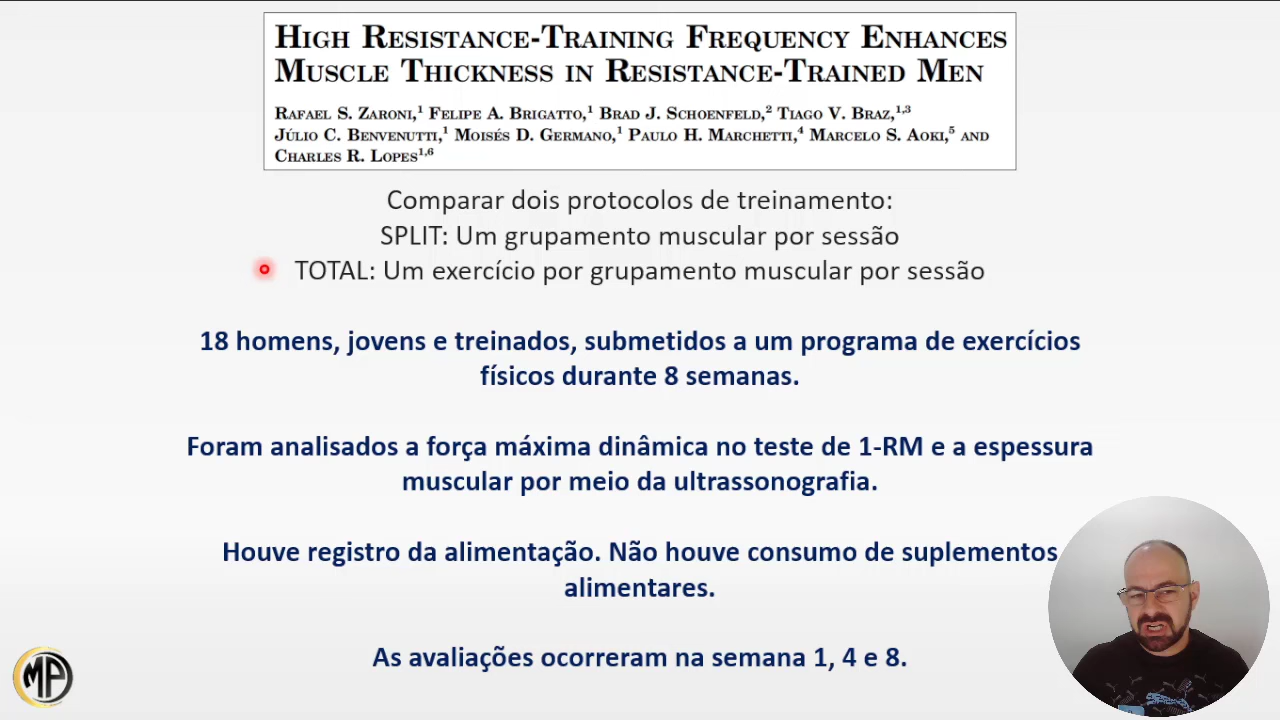 High Resistance-Training Frequency Enhances
Muscle Thickness in Resistance-Trained Men
Rafael S. Zaroni,¹ Felipe A. Brigatto,¹ Brad J. Schoenfeld,² Tiago V. Braz,¹,³
Júlio C. Benvenutti,¹ Moisés D. Germano,¹ Paulo H. Marchetti,⁴ Marcelo S. Aoki,⁵ and
Charles R. Lopes¹,⁶
Comparar dois protocolos de treinamento:
SPLIT: Um grupamento muscular por sessão
TOTAL: Um exercício por grupamento muscular por sessão
18 homens, jovens e treinados, submetidos a um programa de exercícios
físicos durante 8 semanas.
Foram analisados a força máxima dinâmica no teste de 1-RM e a espessura
muscular por meio da ultrassonografia.
Houve registro da alimentação. Não houve consumo de suplementos
alimentares.
As avaliações ocorreram na semana 1, 4 e 8.
MP